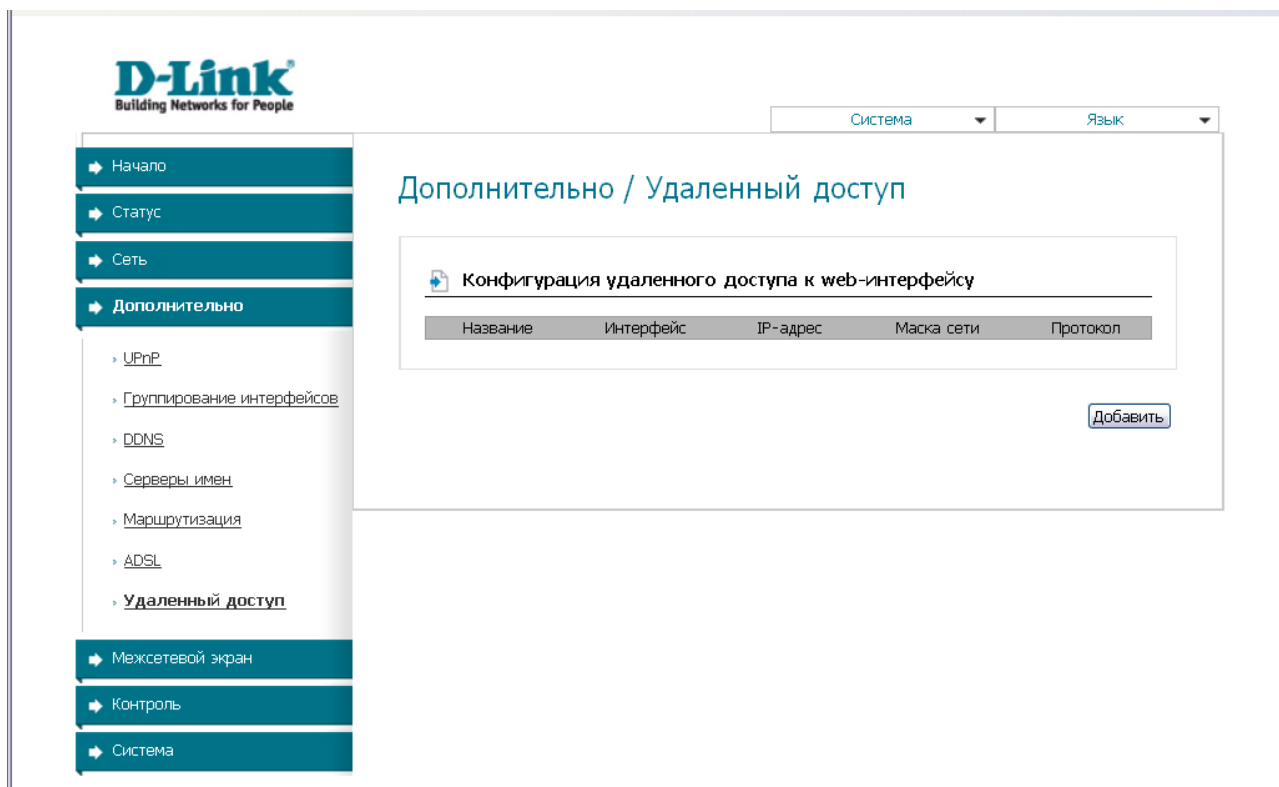 D-Link
Building Networks for People
Система
Язык
Начало
Статус
Сеть
Дополнительно
UPnP
Группирование интерфейсов
DDNS
Серверы имен
Маршрутизация
ADSL
Удаленный доступ
Межсетевой экран
Контроль
Система
Дополнительно / Удаленный доступ
Конфигурация удаленного доступа к web-интерфейсу
Название Интерфейс IP-адрес Маска сети Протокол
Добавить